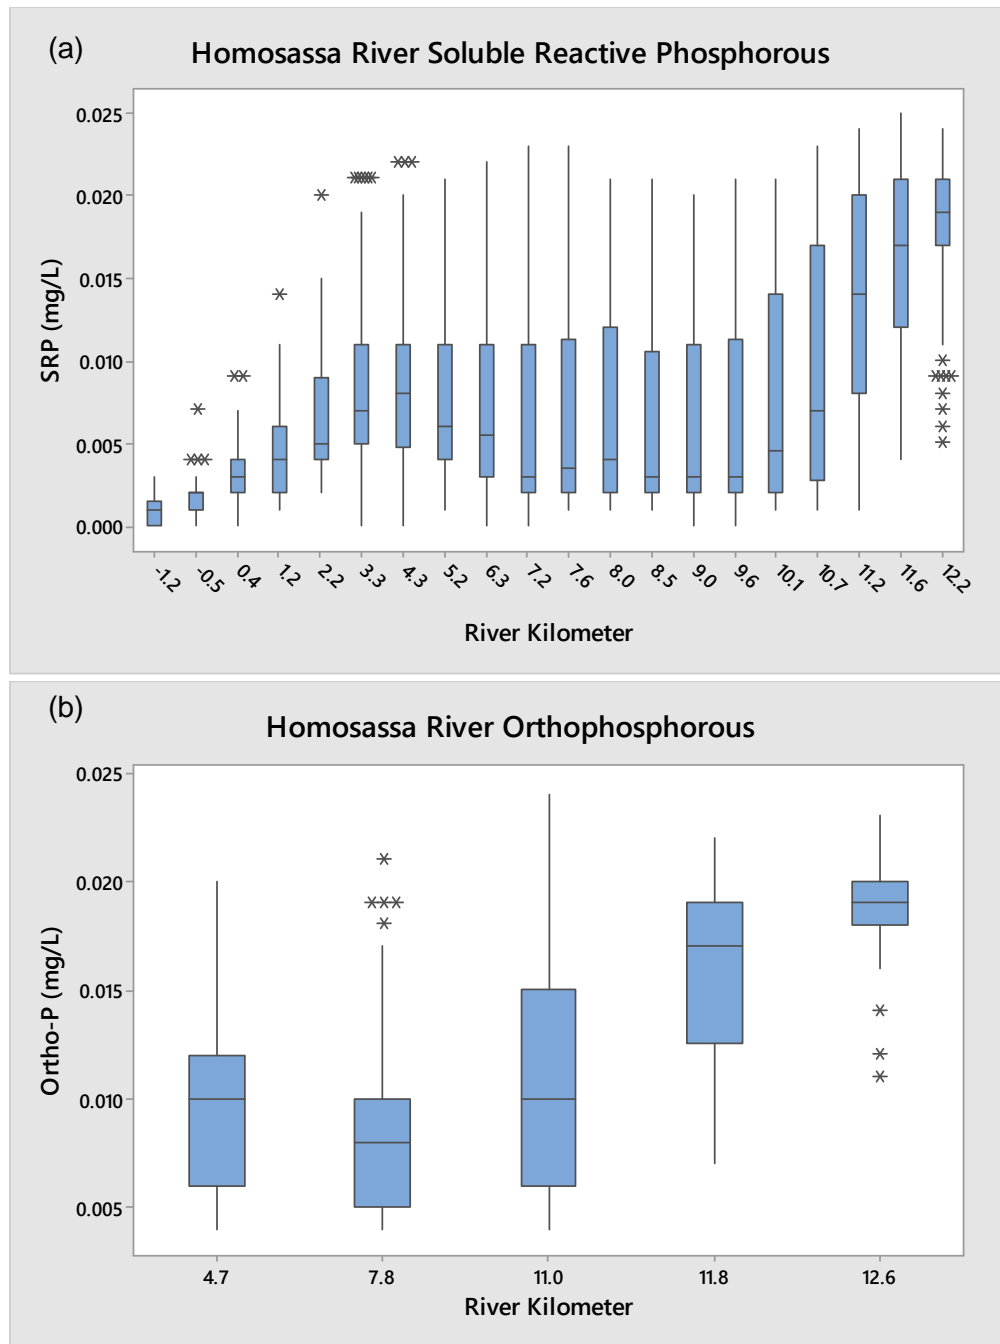 (a)
Homosassa River Soluble Reactive Phosphorous
SRP (mg/L)
0.025
0.020
0.015
0.010
0.005
0.000
-1.2 -0.5 0.4 1.2 2.2 3.3 4.3 5.2 6.3 7.2 7.6 8.0 8.5 9.0 9.6 10.1 10.7 11.2 11.6 12.2
River Kilometer
(b)
Homosassa River Orthophosphorous
Ortho-P (mg/L)
0.025
0.020
0.015
0.010
0.005
4.7 7.8 11.0 11.8 12.6
River Kilometer